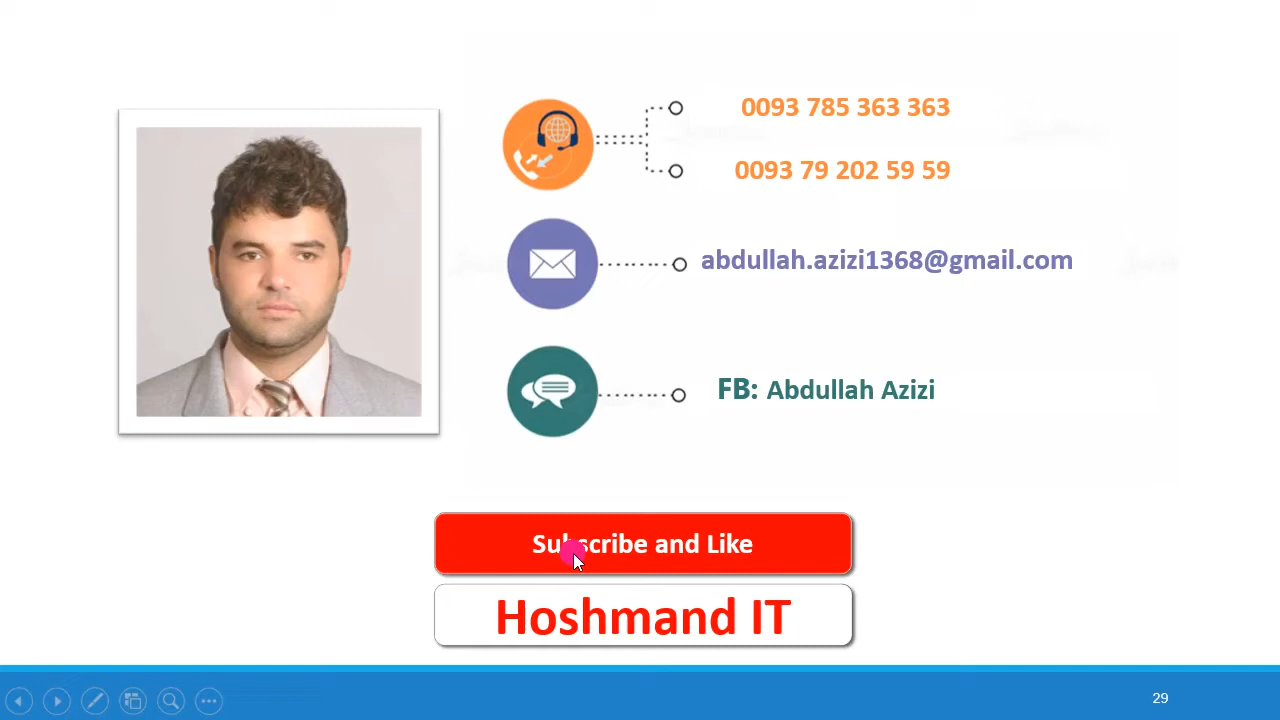 0093 785 363 363
0093 79 202 59 59
abdullah.azizi1368@gmail.com
FB: Abdullah Azizi
Subscribe and Like
Hoshmand IT
29